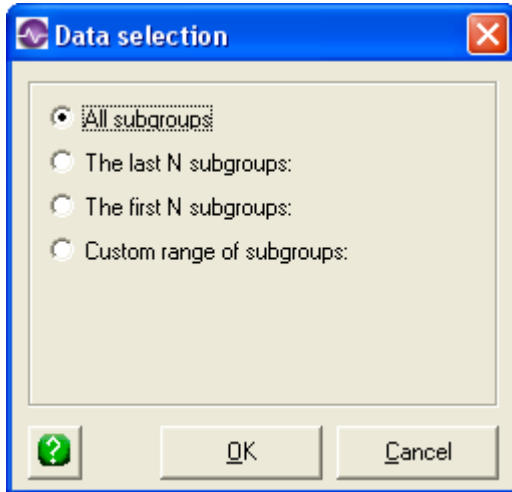 Data selection
All subgroups
The last N subgroups:
The first N subgroups:
Custom range of subgroups:
?
OK
Cancel